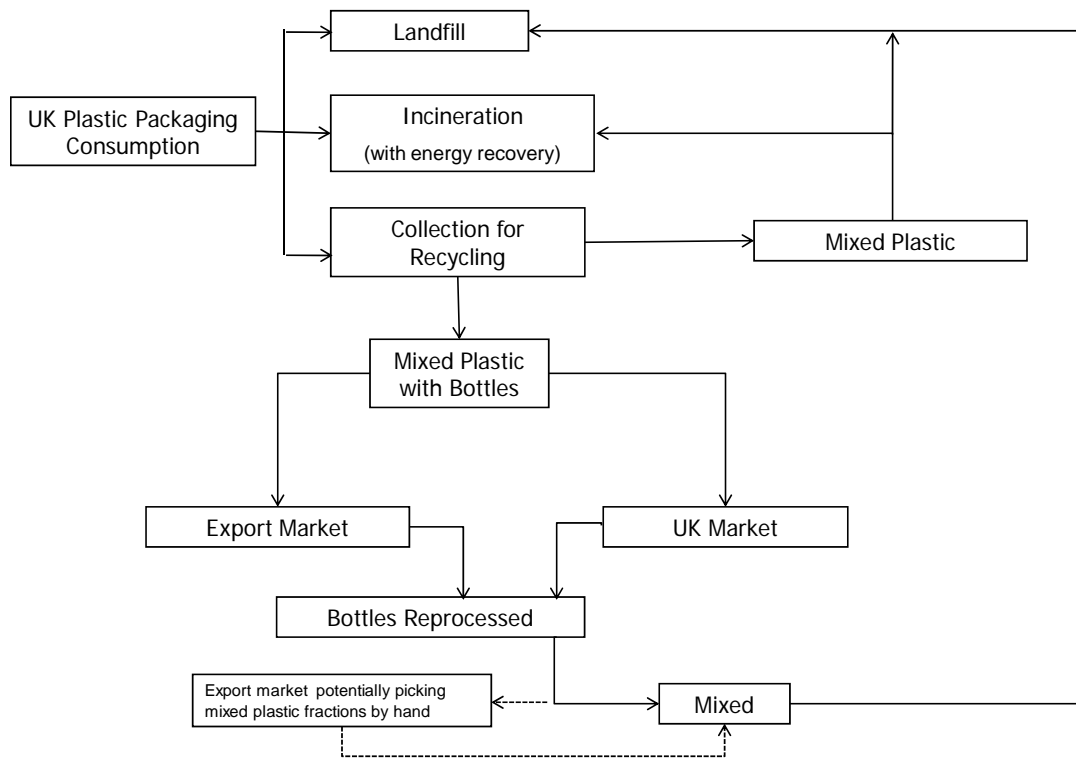 Landfill
UK Plastic Packaging
Consumption
Incineration
(with energy recovery)
Collection for
Recycling
Mixed Plastic
Mixed Plastic
with Bottles
Export Market
UK Market
Bottles Reprocessed
Export market potentially picking
mixed plastic fractions by hand
Mixed